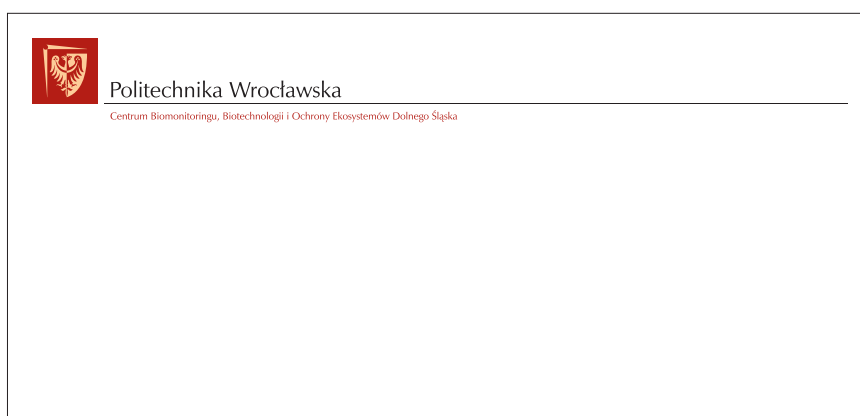 Politechnika Wrocławska
Centrum Biomonitoringu, Biotechnologii i Ochrony Ekosystemów Dolnego Śląska